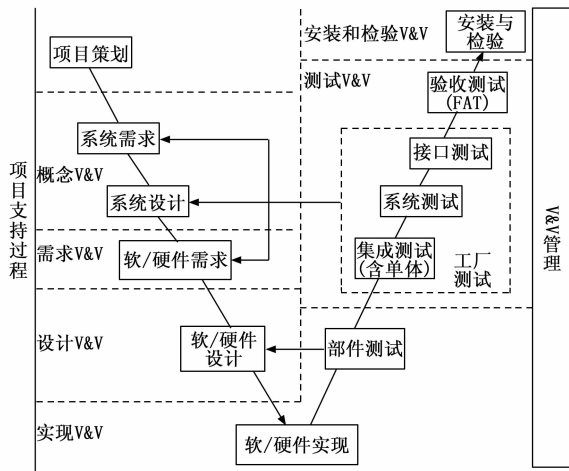 安装和检验V&V
安装与
检验
项目策划
测试V&V
验收测试
(FAT)
系统需求
接口测试
概念V&V
系统设计
系统测试
项目支持过程
V&V管理
需求V&V
软/硬件需求
集成测试
(含单体)
工厂
测试
设计V&V
软/硬件
设计
部件测试
实现V&V
软/硬件实现